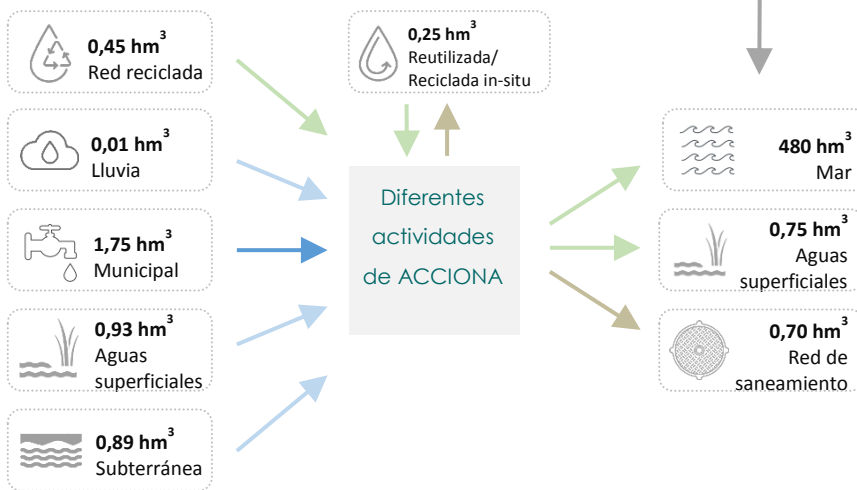 0,45 hm³
Red reciclada
0,01 hm³
Lluvia
1,75 hm³
Municipal
0,93 hm³
Aguas
superficiales
0,89 hm³
Subterránea
0,25 hm³
Reutilizada/
Reciclada in-situ
Diferentes
actividades
de ACCIONA
480 hm³
Mar
0,75 hm³
Aguas
superficiales
0,70 hm³
Red de
saneamiento